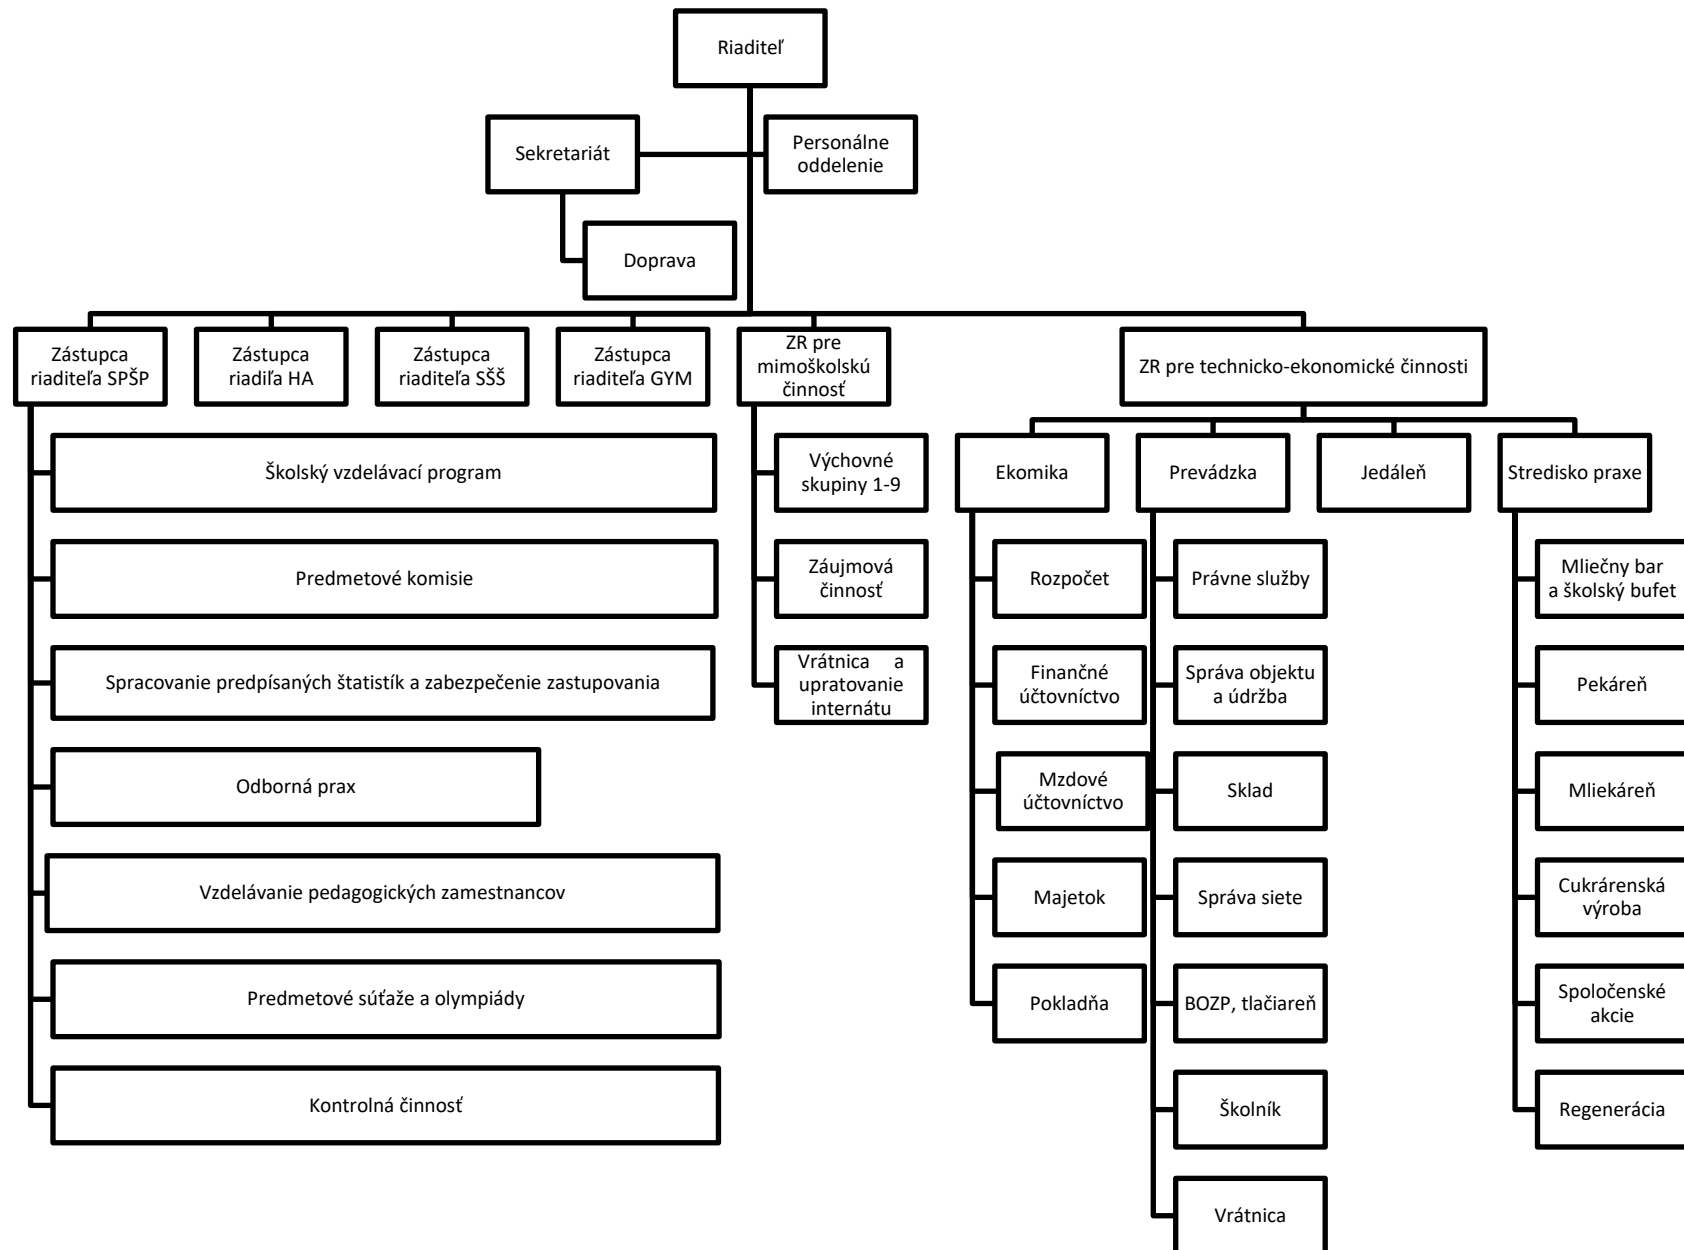 Riaditeľ
Sekretariát
Personálne
oddelenie
Doprava
Zástupca
riaditeľa SPŠP
Zástupca
riadiľa HA
Zástupca
riaditeľa SŠŠ
Zástupca
riaditeľa GYM
ZR pre
mimoškolskú
činnosť
ZR pre technicko-ekonomické činnosti
Školský vzdelávací program
Predmetové komisie
Spracovanie predpísaných štatistík a zabezpečenie zastupovania
Odborná prax
Vzdelávanie pedagogických zamestnancov
Predmetové súťaže a olympiády
Kontrolná činnosť
Výchovné
skupiny 1-9
Záujmová
činnosť
Vrátnica a
upratovanie
internátu
Ekomika
Rozpočet
Finančné
účtovníctvo
Mzdové
účtovníctvo
Majetok
Pokladňa
Prevádzka
Právne služby
Správa objektu
a údržba
Sklad
Správa siete
BOZP, tlačiareň
Školník
Vrátnica
Jedáleň
Stredisko praxe
Mliečny bar
a školský bufet
Pekáreň
Mliekáreň
Cukrárenská
výroba
Spoločenské
akcie
Regenerácia